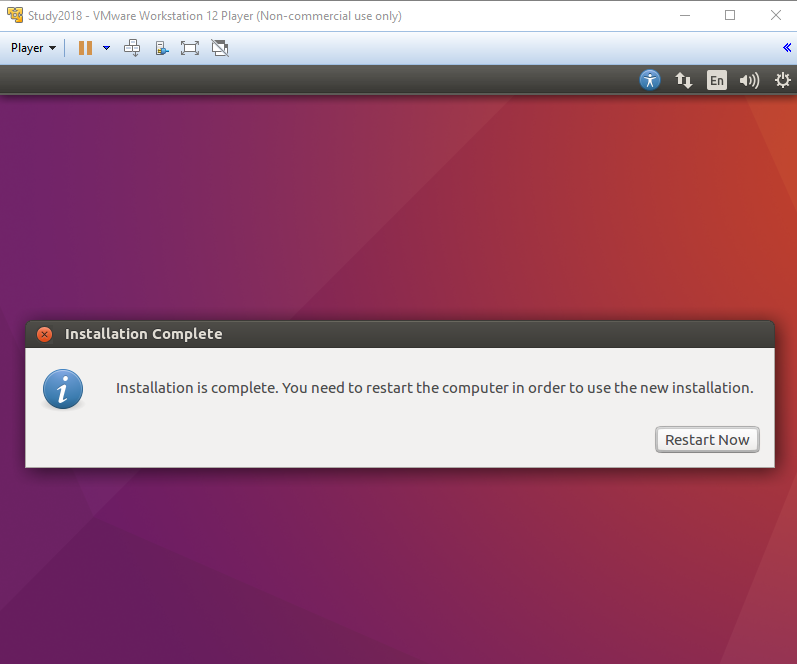 Study2018 - VMware Workstation 12 Player (Non-commercial use only)
Player
En
Installation Complete
Installation is complete. You need to restart the computer in order to use the new installation.
Restart Now